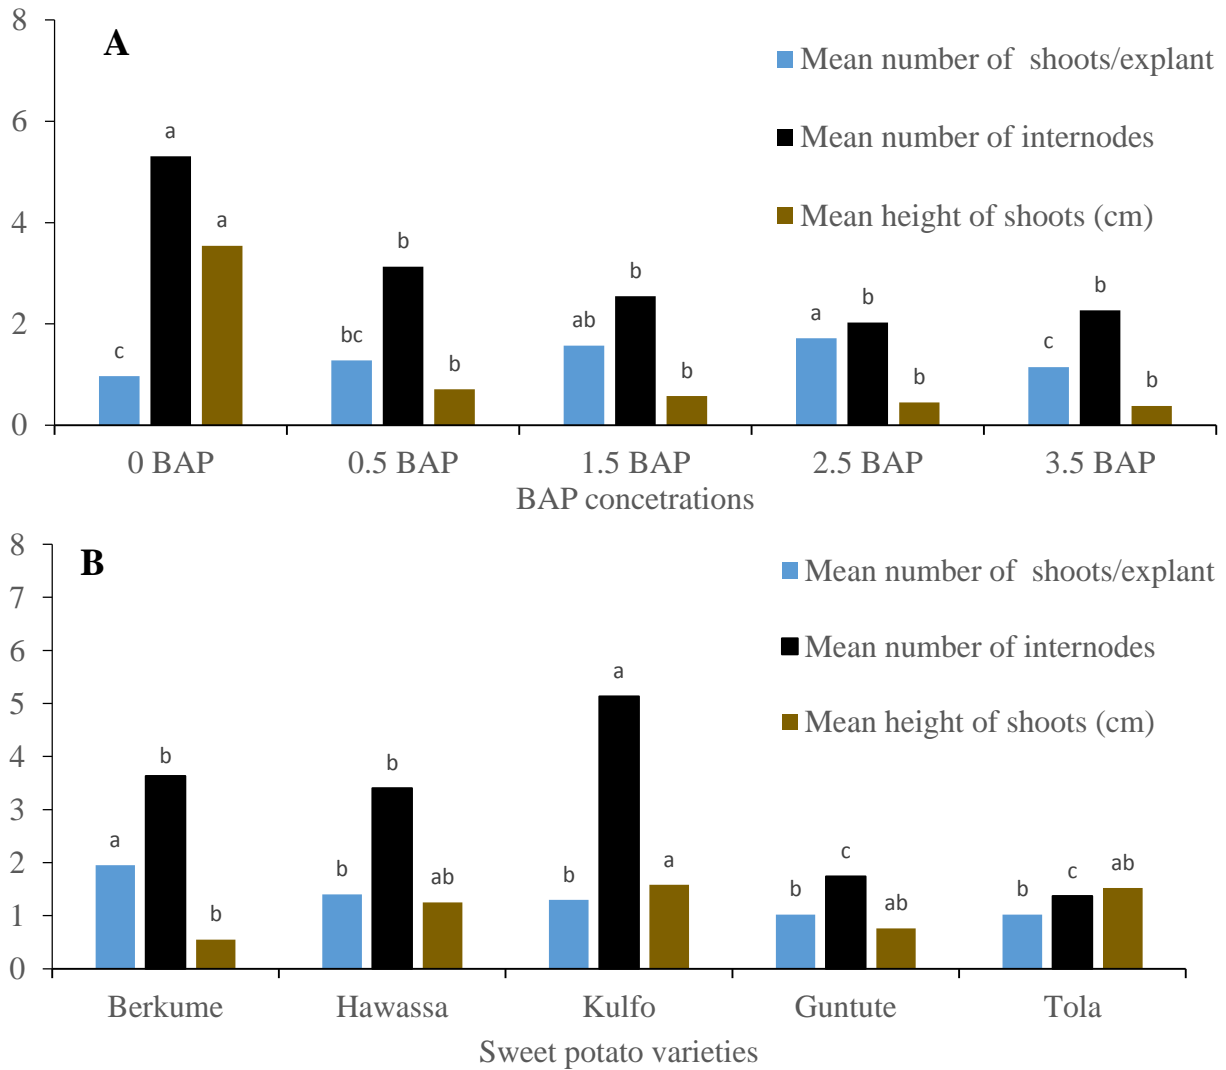 A
8
6
4
2
0
Mean number of shoots/explant
Mean number of internodes
Mean height of shoots (cm)
c a a
bc b b
ab b b
a b b
c b b
0 BAP 0.5 BAP 1.5 BAP 2.5 BAP 3.5 BAP
BAP concetrations
B
8
7
6
5
4
3
2
1
0
Mean number of shoots/explant
Mean number of internodes
Mean height of shoots (cm)
a b b
b b ab
b a a
b c ab
b c ab
Berkume Hawassa Kulfo Guntute Tola
Sweet potato varieties